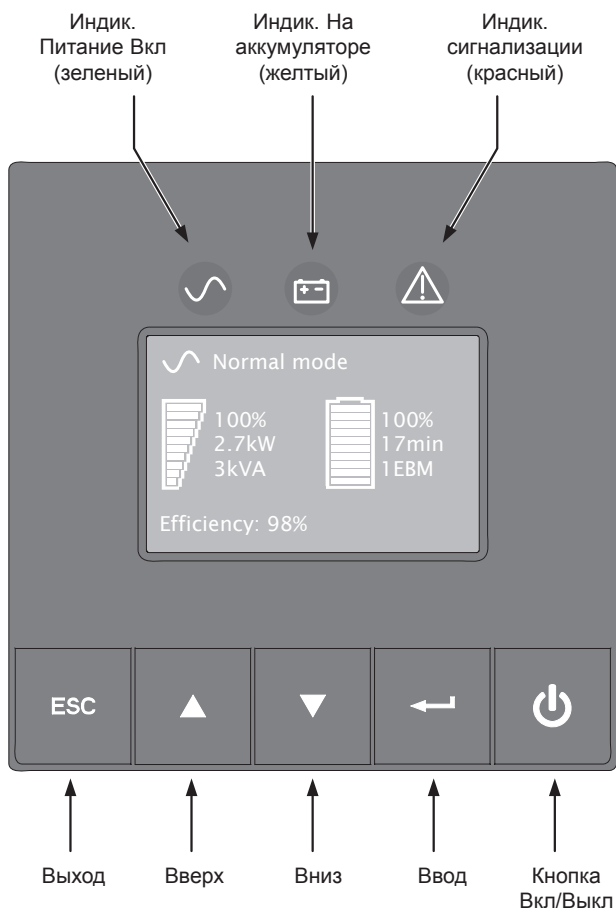 Индик.
Питание Вкл
(зеленый)
Индик. На
аккумуляторе
(желтый)
Индик.
сигнализации
(красный)
Normal mode
100%
2.7kW
3kVA
100%
17min
1EBM
Efficiency: 98%
ESC
Выход
Вверх
Вниз
Ввод
Кнопка
Вкл/Выкл